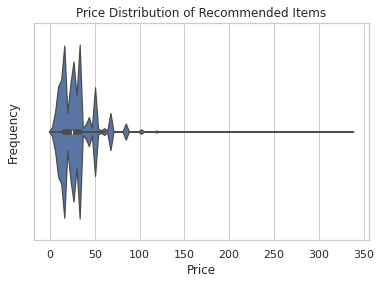 Price Distribution of Recommended Items
Frequency
0 50 100 150 200 250 300 350
Price